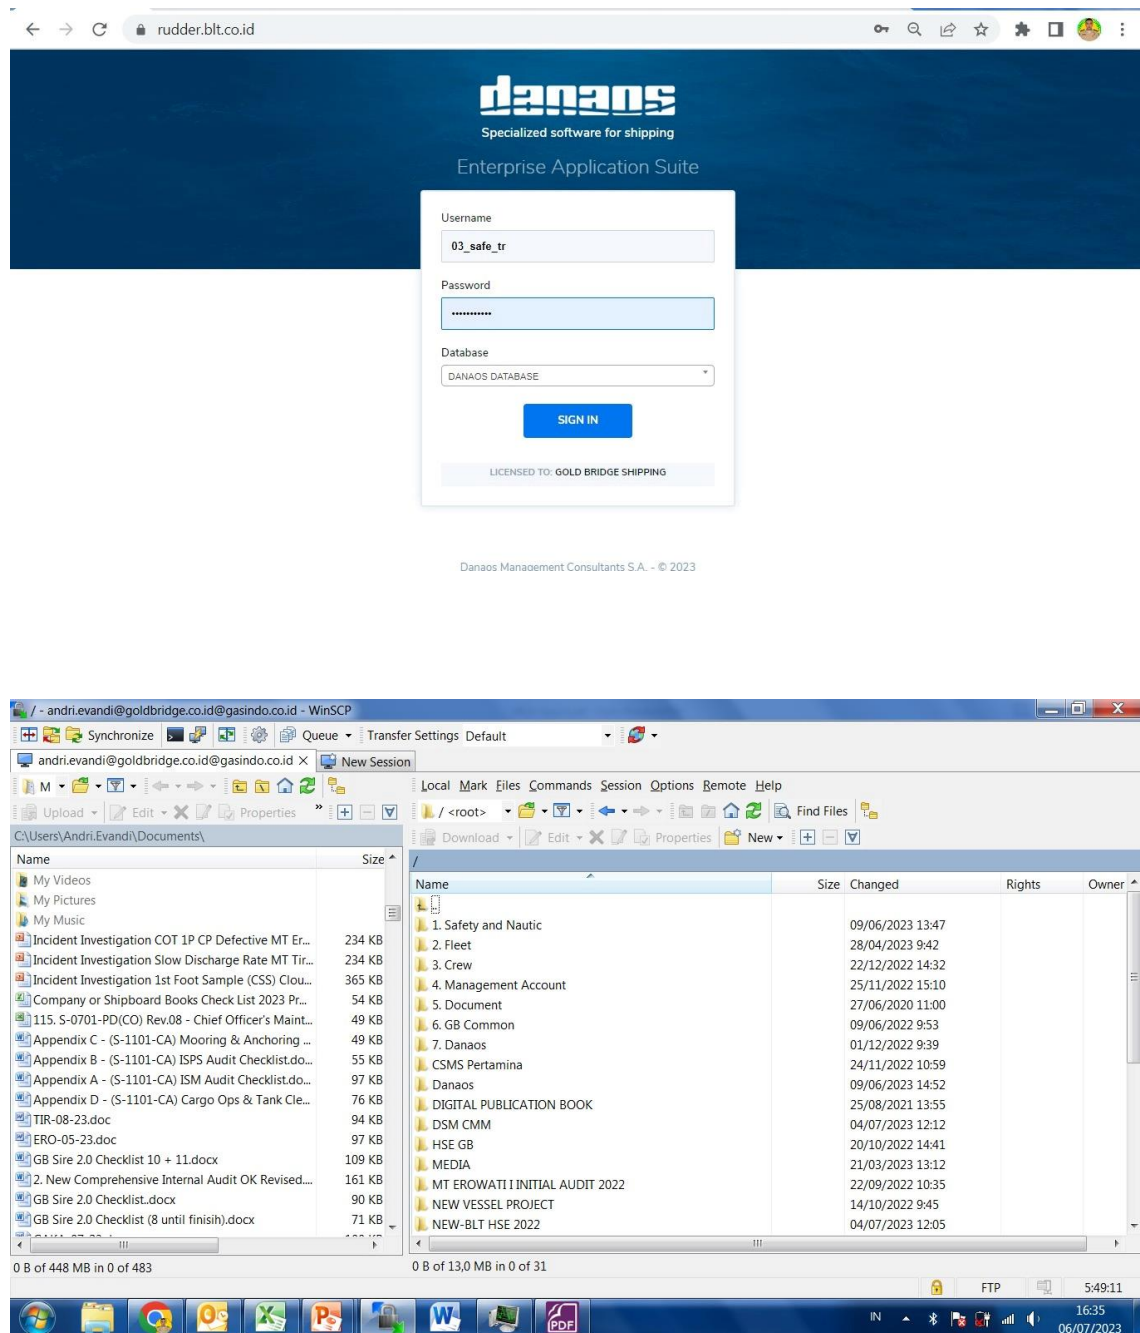 rudder.blt.co.id
danaos
Specialized software for shipping
Enterprise Application Suite
Username
03_safe_tr
Password
•••••••••••
Database
DANAOS DATABASE
SIGN IN
LICENSED TO: GOLD BRIDGE SHIPPING
Danaos Management Consultants S.A. - © 2023
/ - andri.evandi@goldbridge.co.id@gasindo.co.id - WinSCP
Synchronize Queue Transfer Settings Default
andri.evandi@goldbridge.co.id@gasindo.co.id × New Session
M
Upload Edit Properties »
C:\Users\Andri.Evandi\Documents\
Name Size
My Videos
My Pictures
My Music
Incident Investigation COT 1P CP Defective MT Er... 234 KB
Incident Investigation Slow Discharge Rate MT Tir... 234 KB
Incident Investigation 1st Foot Sample (CSS) Clou... 365 KB
Company or Shipboard Books Check List 2023 Pr... 54 KB
115. S-0701-PD(CO) Rev.08 - Chief Officer's Maint... 49 KB
Appendix C - (S-1101-CA) Mooring & Anchoring ... 49 KB
Appendix B - (S-1101-CA) ISPS Audit Checklist.do... 55 KB
Appendix A - (S-1101-CA) ISM Audit Checklist.do... 97 KB
Appendix D - (S-1101-CA) Cargo Ops & Tank Cle... 76 KB
TIR-08-23.doc 94 KB
ERO-05-23.doc 97 KB
GB Sire 2.0 Checklist 10 + 11.docx 109 KB
2. New Comprehensive Internal Audit OK Revised.... 161 KB
GB Sire 2.0 Checklist..docx 90 KB
GB Sire 2.0 Checklist (8 until finisih).docx 71 KB
0 B of 448 MB in 0 of 483
Local Mark Files Commands Session Options Remote Help
/ <root> Find Files
Download Edit Properties New
/
Name Size Changed Rights Owner
..
1. Safety and Nautic 09/06/2023 13:47
2. Fleet 28/04/2023 9:42
3. Crew 22/12/2022 14:32
4. Management Account 25/11/2022 15:10
5. Document 27/06/2020 11:00
6. GB Common 09/06/2022 9:53
7. Danaos 01/12/2022 9:39
CSMS Pertamina 24/11/2022 10:59
Danaos 09/06/2023 14:52
DIGITAL PUBLICATION BOOK 25/08/2021 13:55
DSM CMM 04/07/2023 12:12
HSE GB 20/10/2022 14:41
MEDIA 21/03/2023 13:12
MT EROWATI I INITIAL AUDIT 2022 22/09/2022 10:35
NEW VESSEL PROJECT 14/10/2022 9:45
NEW-BLT HSE 2022 04/07/2023 12:05
0 B of 13,0 MB in 0 of 31
FTP 5:49:11
PDF
IN 16:35
06/07/2023